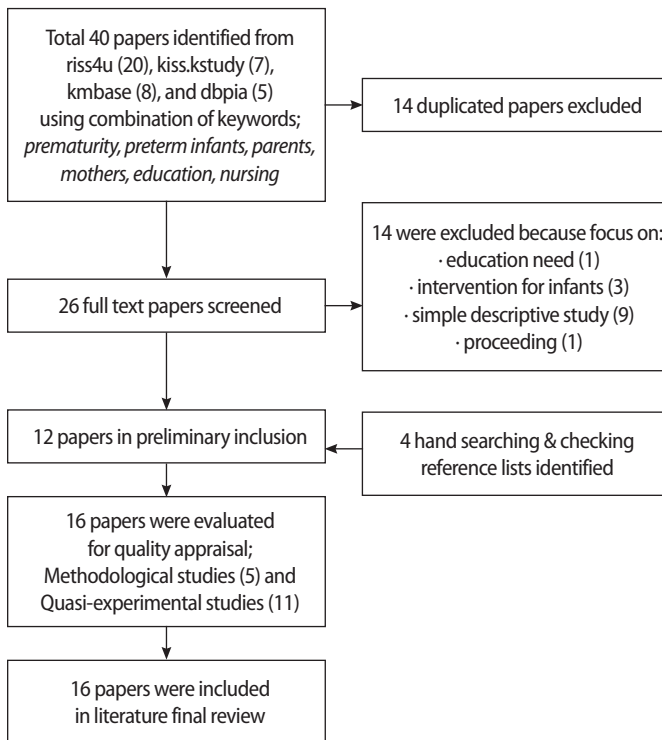 Total 40 papers identified from
riss4u (20), kiss.kstudy (7),
kmbase (8), and dbpia (5)
using combination of keywords;
prematurity, preterm infants, parents,
mothers, education, nursing
14 duplicated papers excluded
26 full text papers screened
14 were excluded because focus on:
· education need (1)
· intervention for infants (3)
· simple descriptive study (9)
· proceeding (1)
12 papers in preliminary inclusion
4 hand searching & checking
reference lists identified
16 papers were evaluated
for quality appraisal;
Methodological studies (5) and
Quasi-experimental studies (11)
16 papers were included
in literature final review